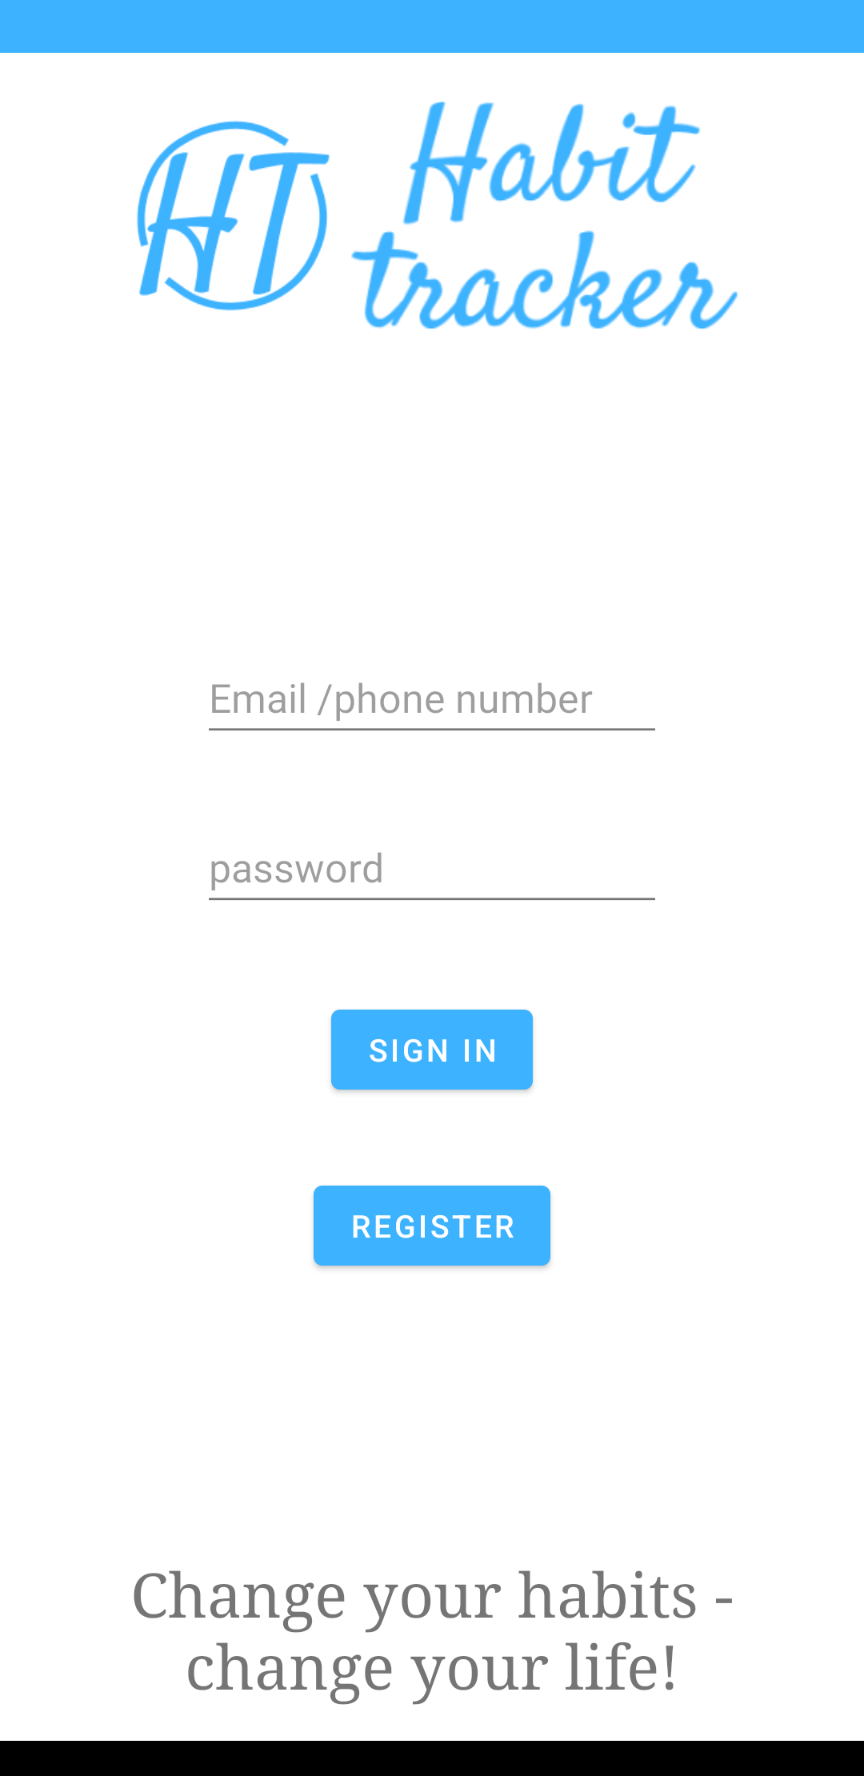 HT
Habit
tracker
Email /phone number
password
SIGN IN
REGISTER
Change your habits -
change your life!